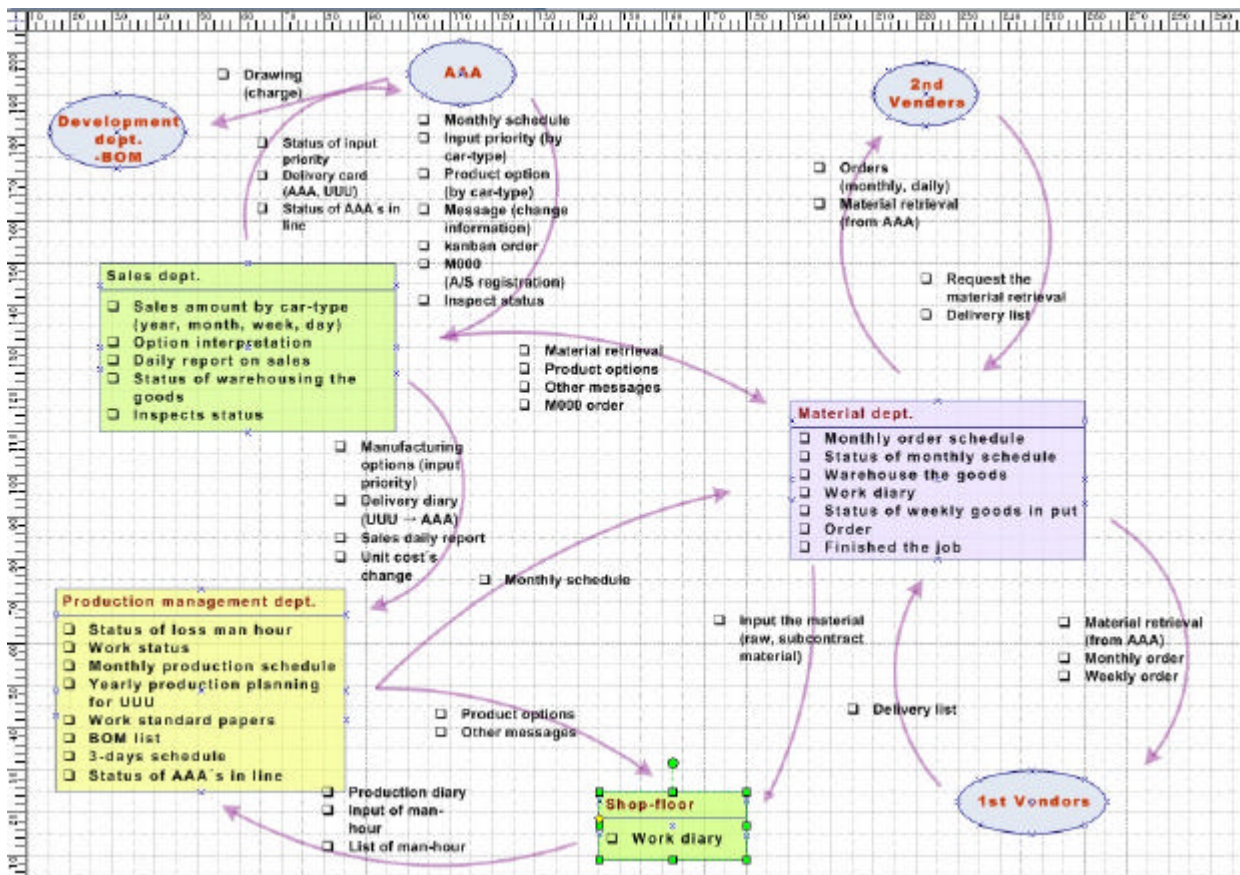 AAA
2nd
Venders
Development
dept.
-BOM
Drawing
(charge)
Status of input
priority
Delivery card
(AAA, UUU)
Status of AAA´s in
line
Monthly schedule
Input priority (by
car-type)
Product option
(by car-type)
Message (change
information)
kanban order
M000
(A/S registration)
Inspect status
Orders
(monthly, daily)
Material retrieval
(from AAA)
Request the
material retrieval
Delivery list
Sales dept.
Sales amount by car-type
(year, month, week, day)
Option interpretation
Daily report on sales
Status of warehousing the
goods
Inspects status
Material retrieval
Product options
Other messages
M000 order
Material dept.
Monthly order schedule
Status of monthly schedule
Warehouse the goods
Work diary
Status of weekly goods in put
Order
Finished the job
Manufacturing
options (input
priority)
Delivery diary
(UUU → AAA)
Sales daily report
Unit cost´s
change
Monthly schedule
Production management dept.
Status of loss man hour
Work status
Monthly production schedule
Yearly production planning
for UUU
Work standard papers
BOM list
3-days schedule
Status of AAA´s in line
Input the material
(raw, subcontract
material)
Material retrieval
(from AAA)
Monthly order
Weekly order
Delivery list
Product options
Other messages
Production diary
Input of man-
hour
List of man-hour
Shop-floor
Work diary
1st Vendors